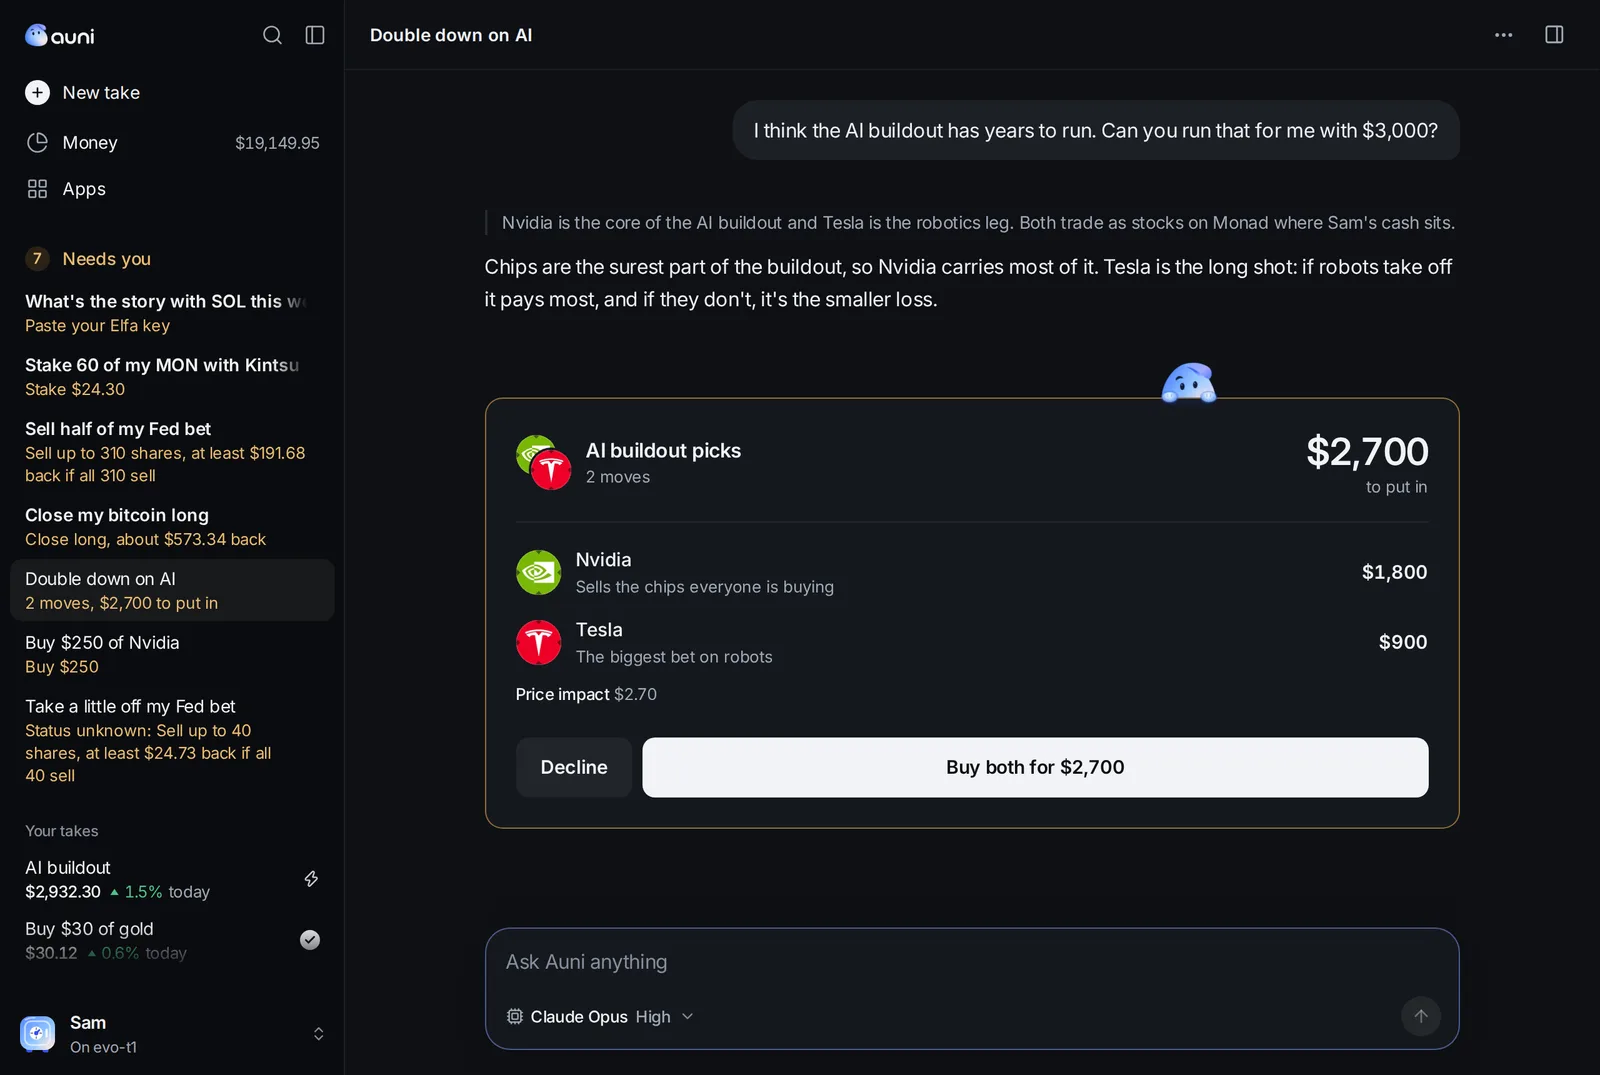 auni
New take
Money $19,149.95
Apps
7 Needs you
What's the story with SOL this
Paste your Elfa key
Stake 60 of my MON with Kintsu
Stake $24.30
Sell half of my Fed bet
Sell up to 310 shares, at least $191.68
back if all 310 sell
Close my bitcoin long
Close long, about $573.34 back
Double down on AI
2 moves, $2,700 to put in
Buy $250 of Nvidia
Buy $250
Take a little off my Fed bet
Status unknown: Sell up to 40
shares, at least $24.73 back if all
40 sell
Your takes
AI buildout
$2,932.30 ▲ 1.5% today
Buy $30 of gold
$30.12 ▲ 0.6% today
Sam
On evo-t1
Double down on AI
I think the AI buildout has years to run. Can you run that for me with $3,000?
Nvidia is the core of the AI buildout and Tesla is the robotics leg. Both trade as stocks on Monad where Sam's cash sits.
Chips are the surest part of the buildout, so Nvidia carries most of it. Tesla is the long shot: if robots take off
it pays most, and if they don't, it's the smaller loss.
AI buildout picks
2 moves
$2,700
to put in
Nvidia
Sells the chips everyone is buying
$1,800
Tesla
The biggest bet on robots
$900
Price impact $2.70
Decline
Buy both for $2,700
Ask Auni anything
Claude Opus High